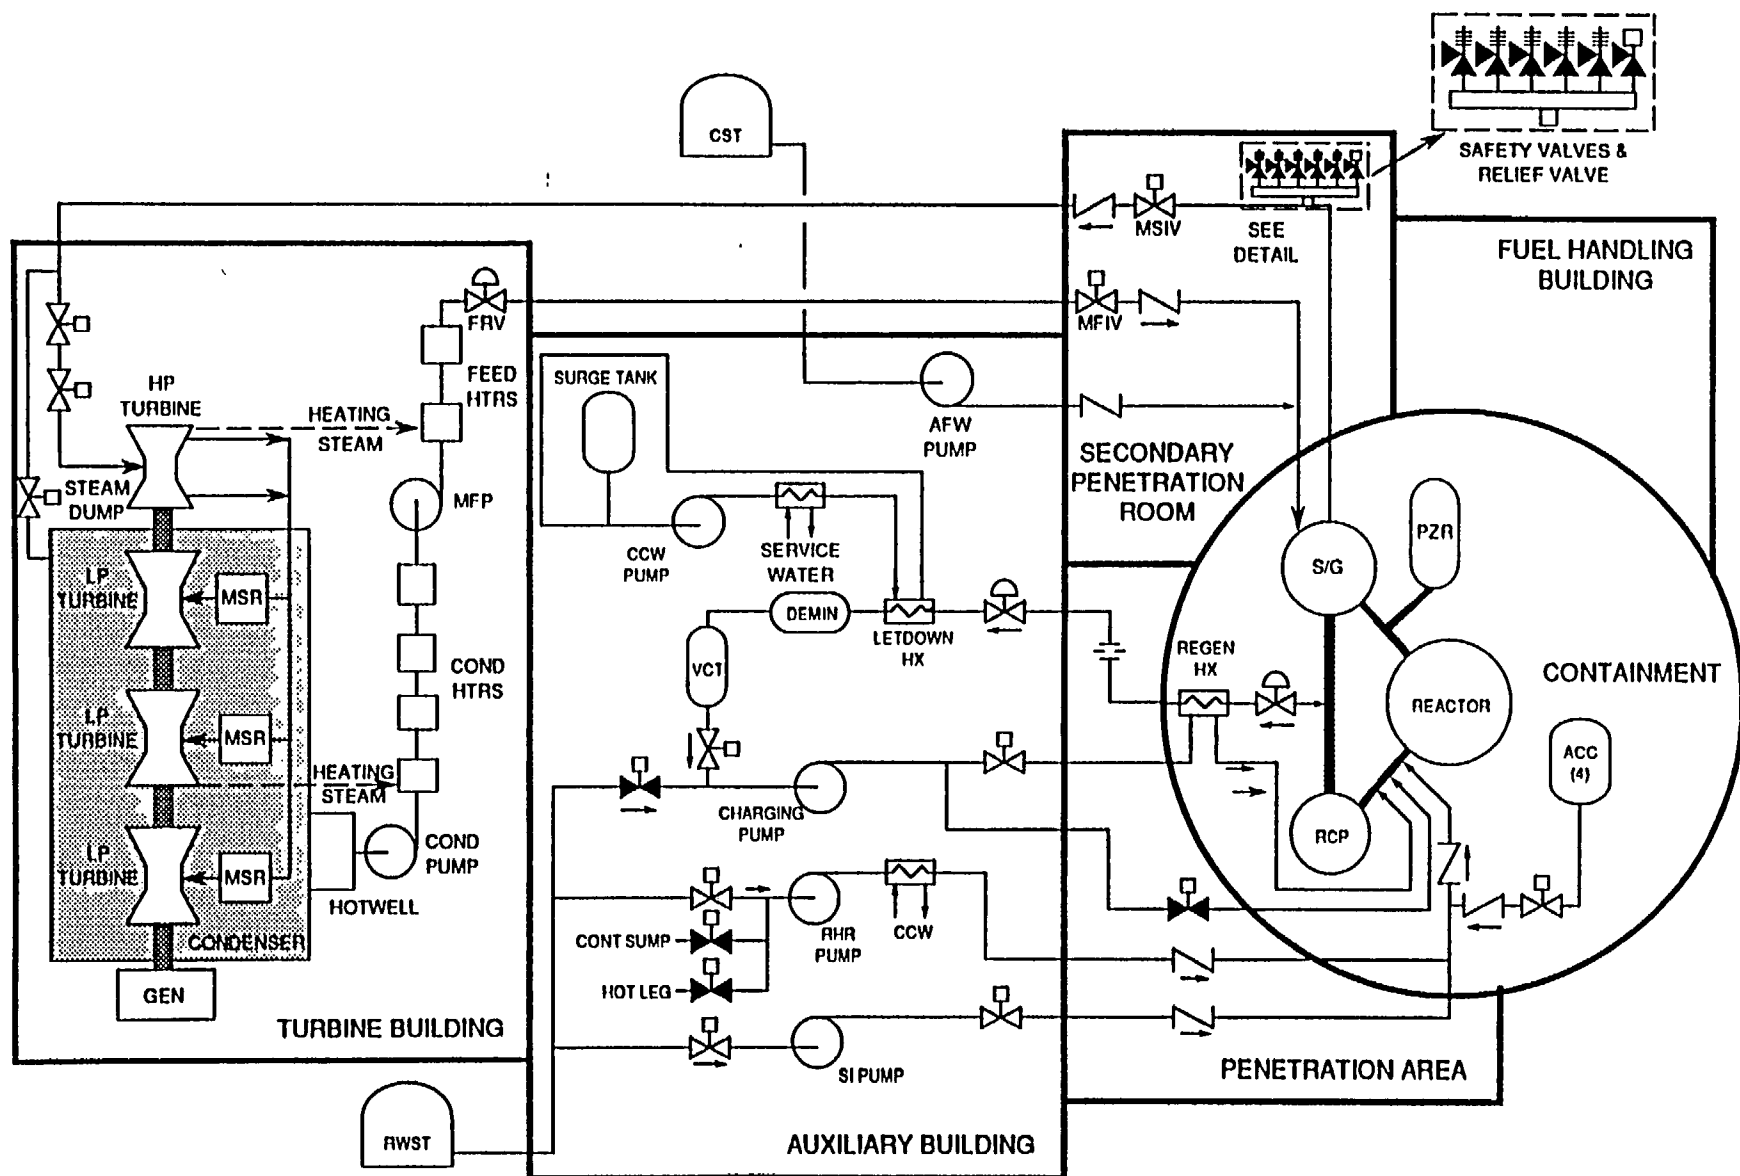 CST
SAFETY VALVES &
RELIEF VALVE
MSIV
SEE
DETAIL
FUEL HANDLING
BUILDING
FRV
MFIV
HP
TURBINE
HEATING
STEAM
FEED
HTRS
SURGE TANK
AFW
PUMP
SECONDARY
PENETRATION
ROOM
STEAM
DUMP
MFP
CCW
PUMP
SERVICE
WATER
S/G
PZR
LP
TURBINE
MSR
DEMIN
LETDOWN
HX
VCT
COND
HTRS
REGEN
HX
CONTAINMENT
REACTOR
LP
TURBINE
MSR
HEATING
STEAM
CHARGING
PUMP
ACC
(4)
RCP
LP
TURBINE
MSR
COND
PUMP
HOTWELL
CONDENSER
CONT SUMP
RHR
PUMP
CCW
HOT LEG
GEN
TURBINE BUILDING
SI PUMP
PENETRATION AREA
RWST
AUXILIARY BUILDING